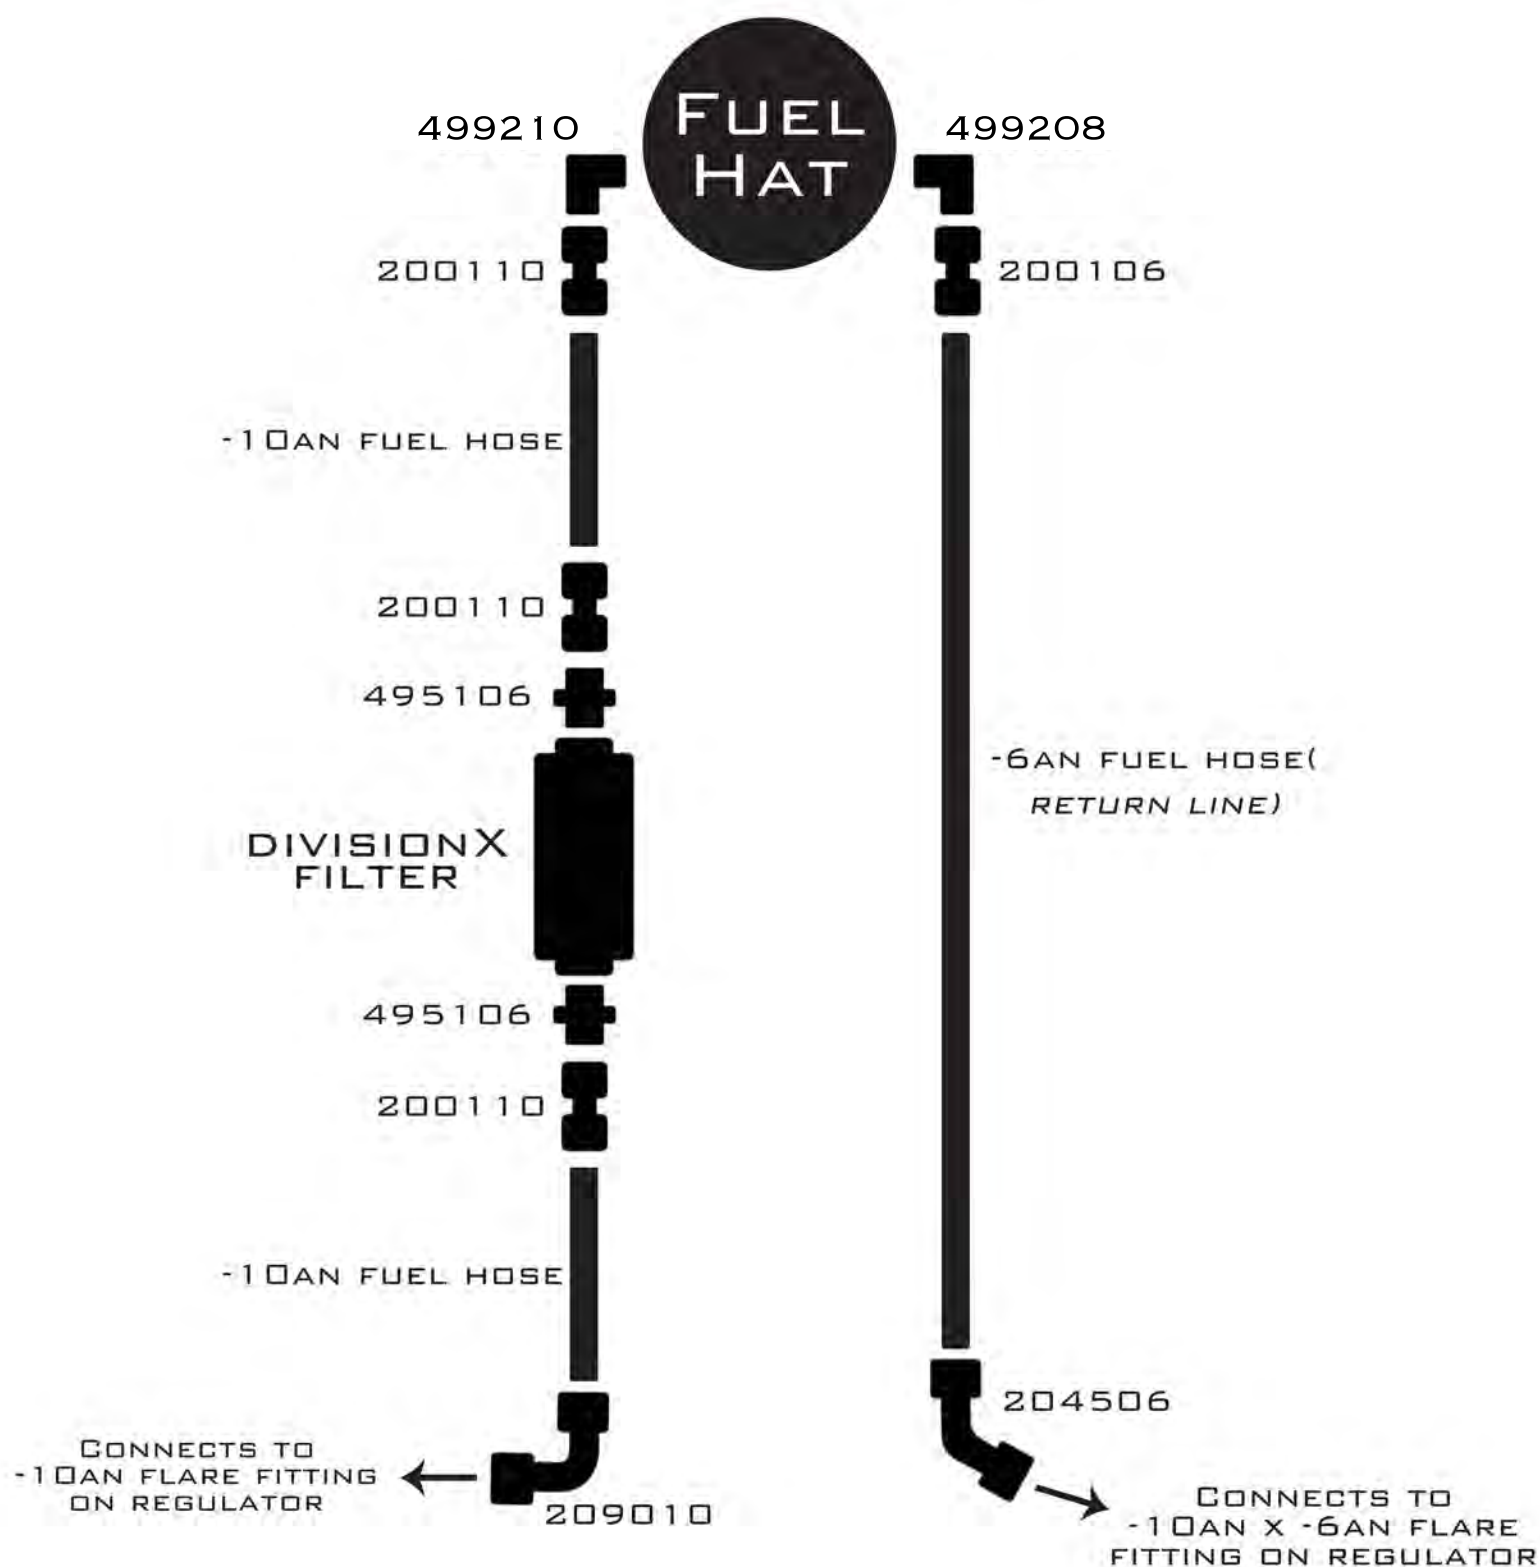 FUEL
HAT
499210
499208
200110
200106
-10AN FUEL HOSE
200110
495106
-6AN FUEL HOSE(
RETURN LINE)
DIVISIONX
FILTER
495106
200110
-10AN FUEL HOSE
204506
CONNECTS TO
-10AN FLARE FITTING
ON REGULATOR
209010
CONNECTS TO
-10AN X -6AN FLARE
FITTING ON REGULATOR